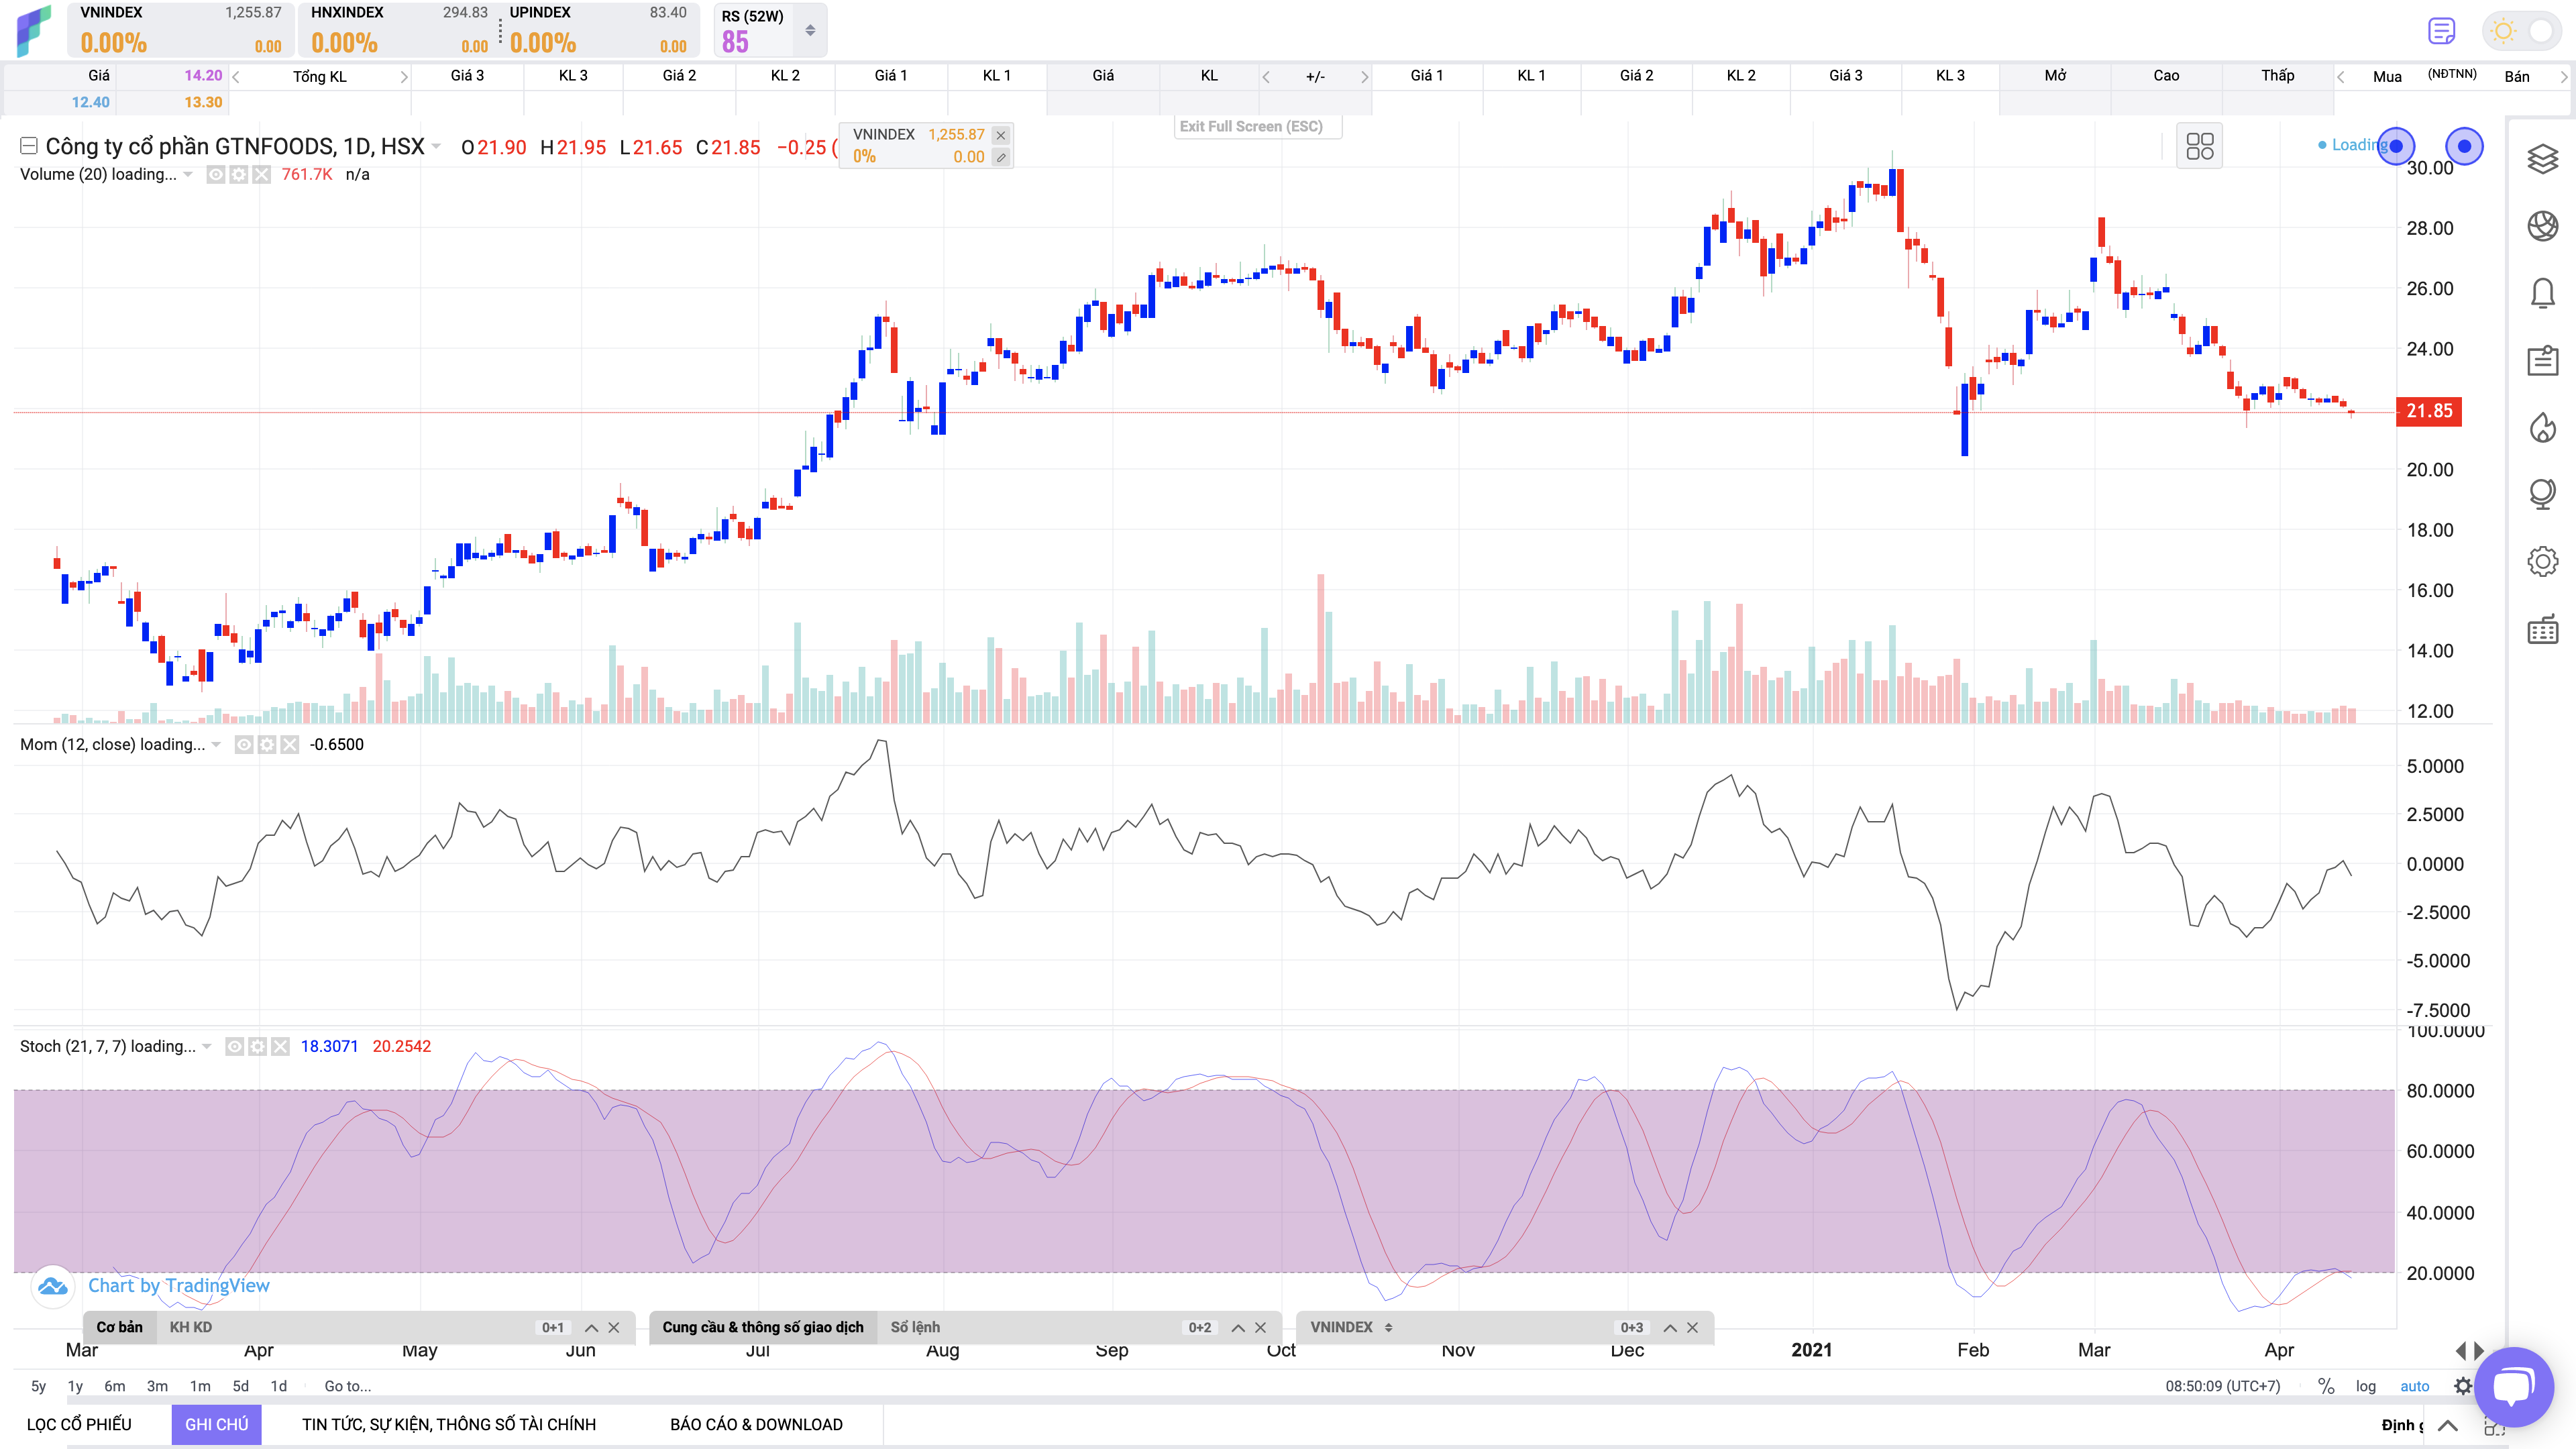 VNINDEX 1,255.87 HNXINDEX 294.83 UPINDEX 83.40 RS (52W)
0.00% 0.00 0.00% 0.00 0.00% 0.00 85
Giá 14.20 Tổng KL Giá 3 KL 3 Giá 2 KL 2 Giá 1 KL 1 Giá KL +/- Giá 1 KL 1 Giá 2 KL 2 Giá 3 KL 3 Mở Cao Thấp Mua (NĐTNN) Bán
12.40 13.30
Exit Full Screen (ESC)
Công ty cổ phần GTNFOODS, 1D, HSX O21.90 H21.95 L21.65 C21.85 −0.25 (
VNINDEX 1,255.87
0% 0.00
Loading
Volume (20) loading... 761.7K n/a
30.00
28.00
26.00
24.00
21.85
20.00
18.00
16.00
14.00
12.00
Mom (12, close) loading... -0.6500
5.0000
2.5000
0.0000
-2.5000
-5.0000
-7.5000
100.0000
Stoch (21, 7, 7) loading... 18.3071 20.2542
80.0000
60.0000
40.0000
20.0000
Chart by TradingView
Cơ bản KH KD 0+1 Cung cầu & thông số giao dịch Sổ lệnh 0+2 VNINDEX 0+3
Mar Apr May Jun Jul Aug Sep Oct Nov Dec 2021 Feb Mar Apr
5y 1y 6m 3m 1m 5d 1d Go to... 08:50:09 (UTC+7) % log auto
LỌC CỔ PHIẾU GHI CHÚ TIN TỨC, SỰ KIỆN, THÔNG SỐ TÀI CHÍNH BÁO CÁO & DOWNLOAD Định